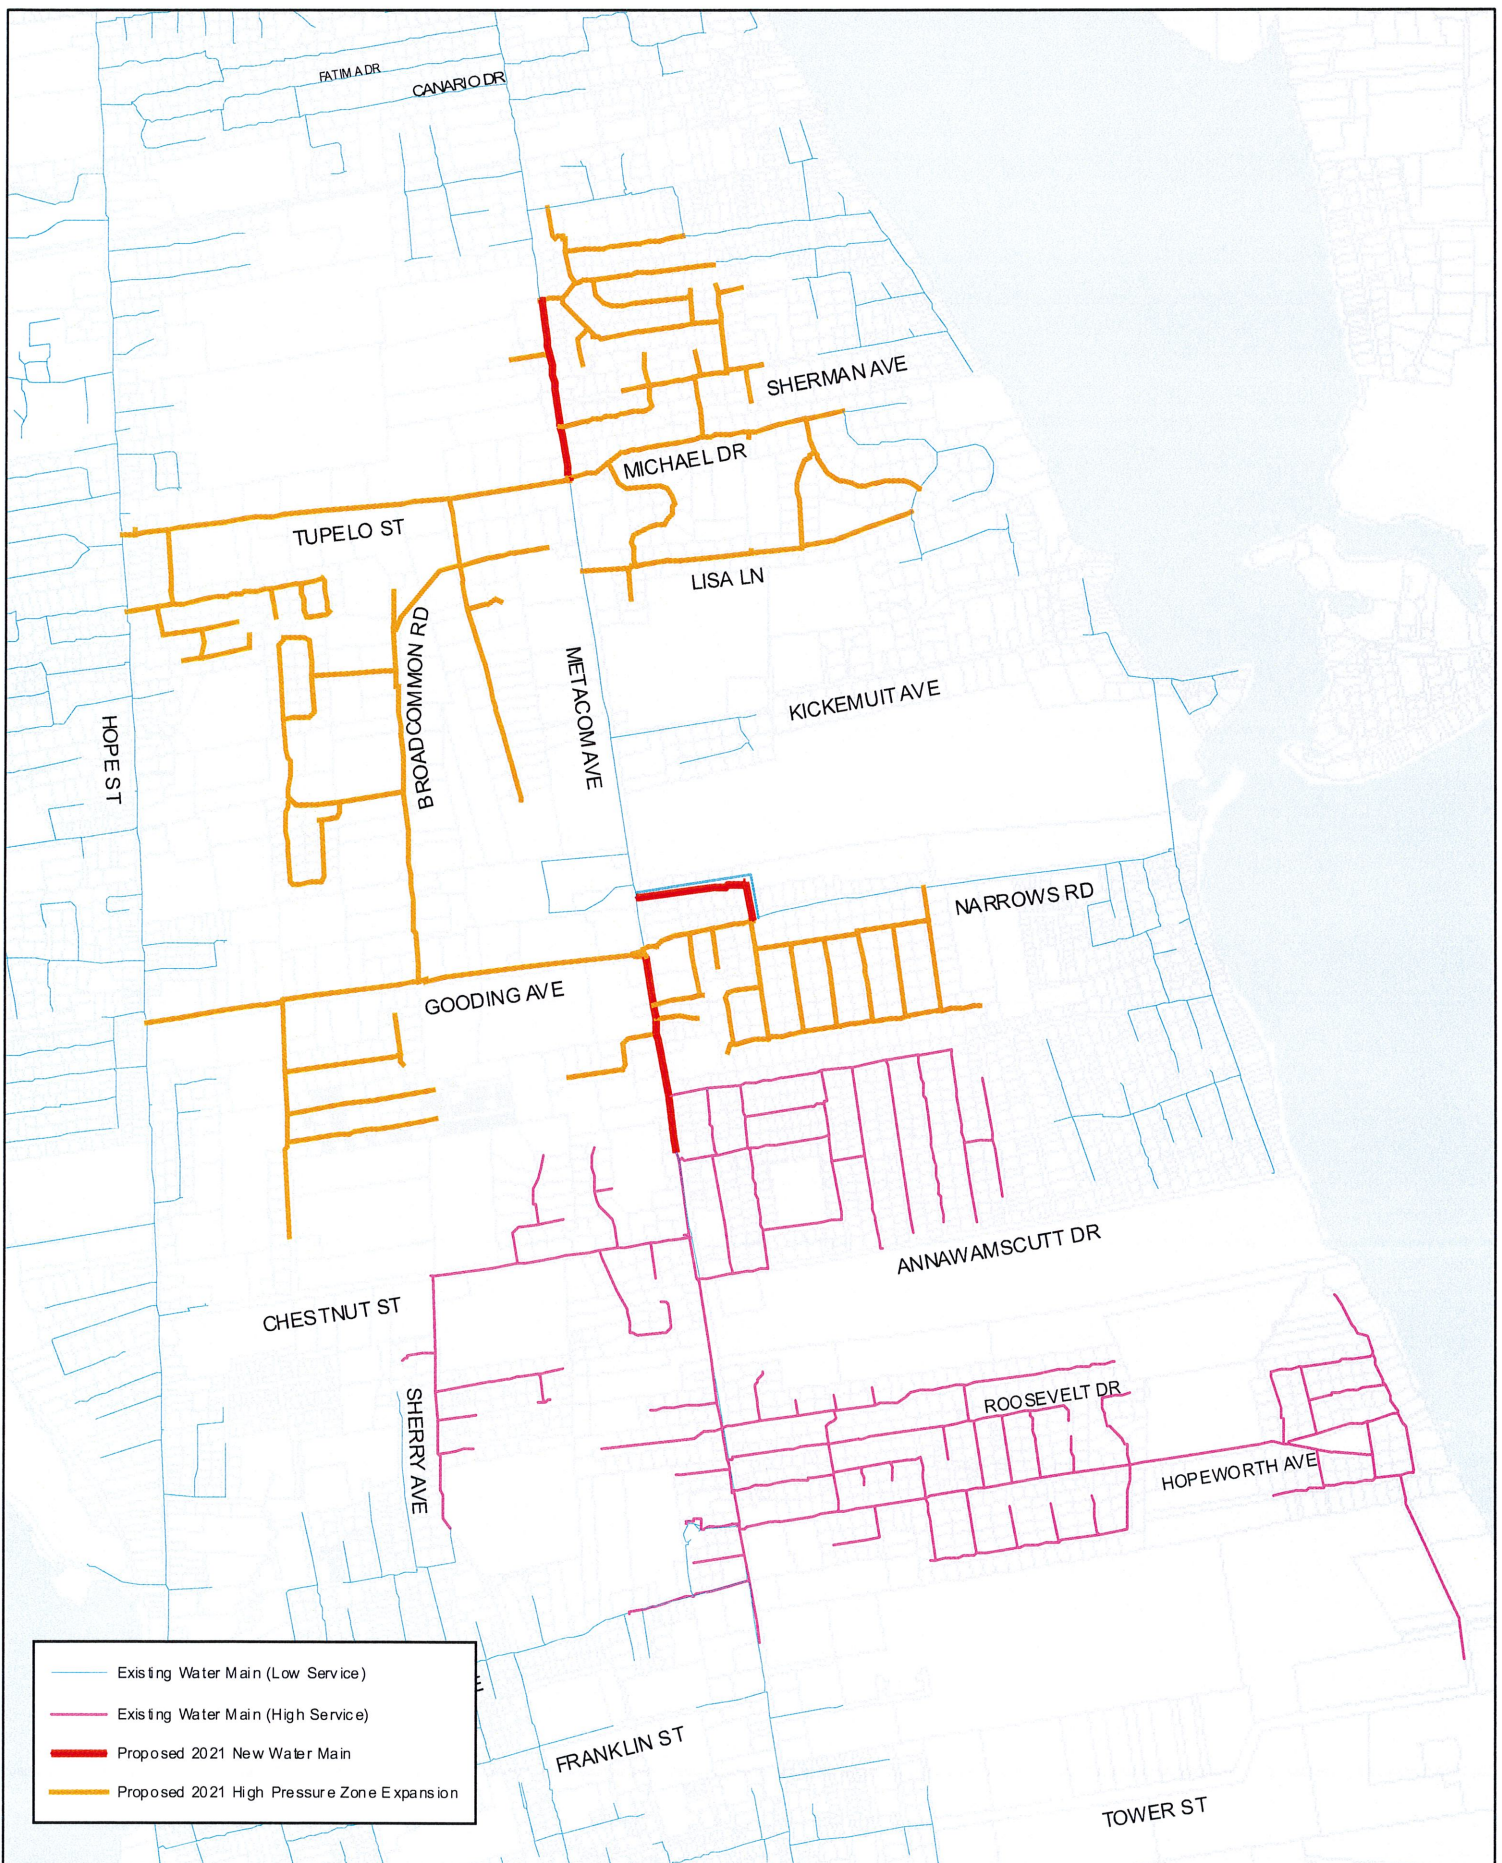 FATIMA DR
CANARIO DR
SHERMAN AVE
MICHAEL DR
TUPELO ST
LISA LN
BROADCOMMON RD
METACOM AVE
KICKEMUIT AVE
HOPE ST
NARROWS RD
GOODING AVE
ANNAWAMSCUTT DR
CHESTNUT ST
ROOSEVELT DR
SHERRY AVE
HOPEWORTH AVE
Existing Water Main (Low Service)
Existing Water Main (High Service)
Proposed 2021 New Water Main
Proposed 2021 High Pressure Zone Expansion
FRANKLIN ST
TOWER ST